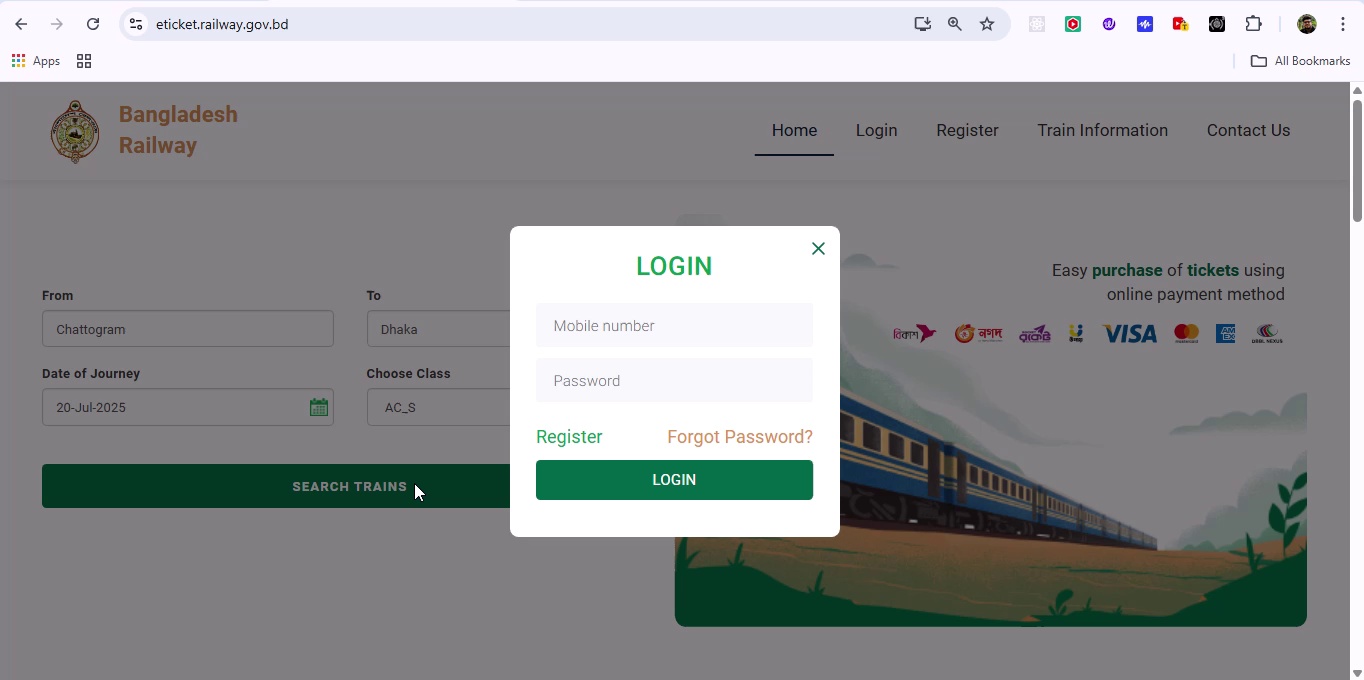 eticket.railway.gov.bd
Apps
All Bookmarks
Bangladesh
Railway
Home
Login
Register
Train Information
Contact Us
From
Chattogram
To
Dhaka
Date of Journey
20-Jul-2025
Choose Class
AC_S
SEARCH TRAINS
LOGIN
Mobile number
Password
Register
Forgot Password?
LOGIN
Easy purchase of tickets using
online payment method
বিকাশ
নগদ
রকেট
VISA